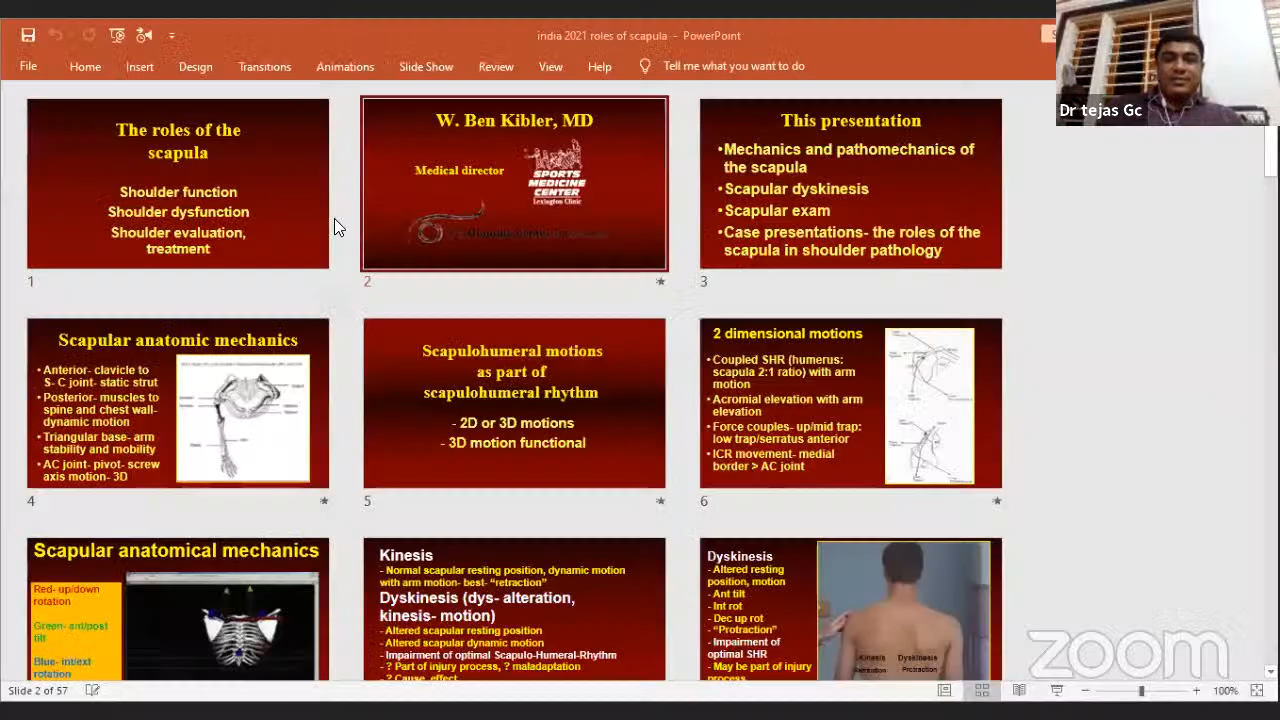 india 2021 roles of scapula - PowerPoint
File Home Insert Design Transitions Animations Slide Show Review View Help Tell me what you want to do
Dr tejas Gc
The roles of the
scapula
Shoulder function
Shoulder dysfunction
Shoulder evaluation,
treatment
1
W. Ben Kibler, MD
Medical director
SPORTS
MEDICINE
CENTER
Lexington Clinic
2
This presentation
•Mechanics and pathomechanics of
the scapula
•Scapular dyskinesis
•Scapular exam
•Case presentations- the roles of the
scapula in shoulder pathology
3
Scapular anatomic mechanics
• Anterior- clavicle to
S- C joint- static strut
• Posterior- muscles to
spine and chest wall-
dynamic motion
• Triangular base- arm
stability and mobility
• AC joint- pivot- screw
axis motion- 3D
4
Scapulohumeral motions
as part of
scapulohumeral rhythm
- 2D or 3D motions
- 3D motion functional
5
2 dimensional motions
• Coupled SHR (humerus:
scapula 2:1 ratio) with arm
motion
• Acromial elevation with arm
elevation
• Force couples- up/mid trap:
low trap/serratus anterior
• ICR movement- medial
border > AC joint
6
Scapular anatomical mechanics
Red- up/down
rotation
Green- ant/post
tilt
Blue- int/ext
rotation
Kinesis
- Normal scapular resting position, dynamic motion
with arm motion- best- “retraction”
Dyskinesis (dys- alteration,
kinesis- motion)
- Altered scapular resting position
- Altered scapular dynamic motion
- Impairment of optimal Scapulo-Humeral-Rhythm
- ? Part of injury process, ? maladaptation
- ? Cause, effect
Dyskinesis
- Altered resting
position, motion
- Ant tilt
- Int rot
- Dec up rot
- “Protraction”
- Impairment of
optimal SHR
- May be part of injury
process
Kinesis Dyskinesis
Retraction Protraction
zoom
Slide 2 of 57
100%